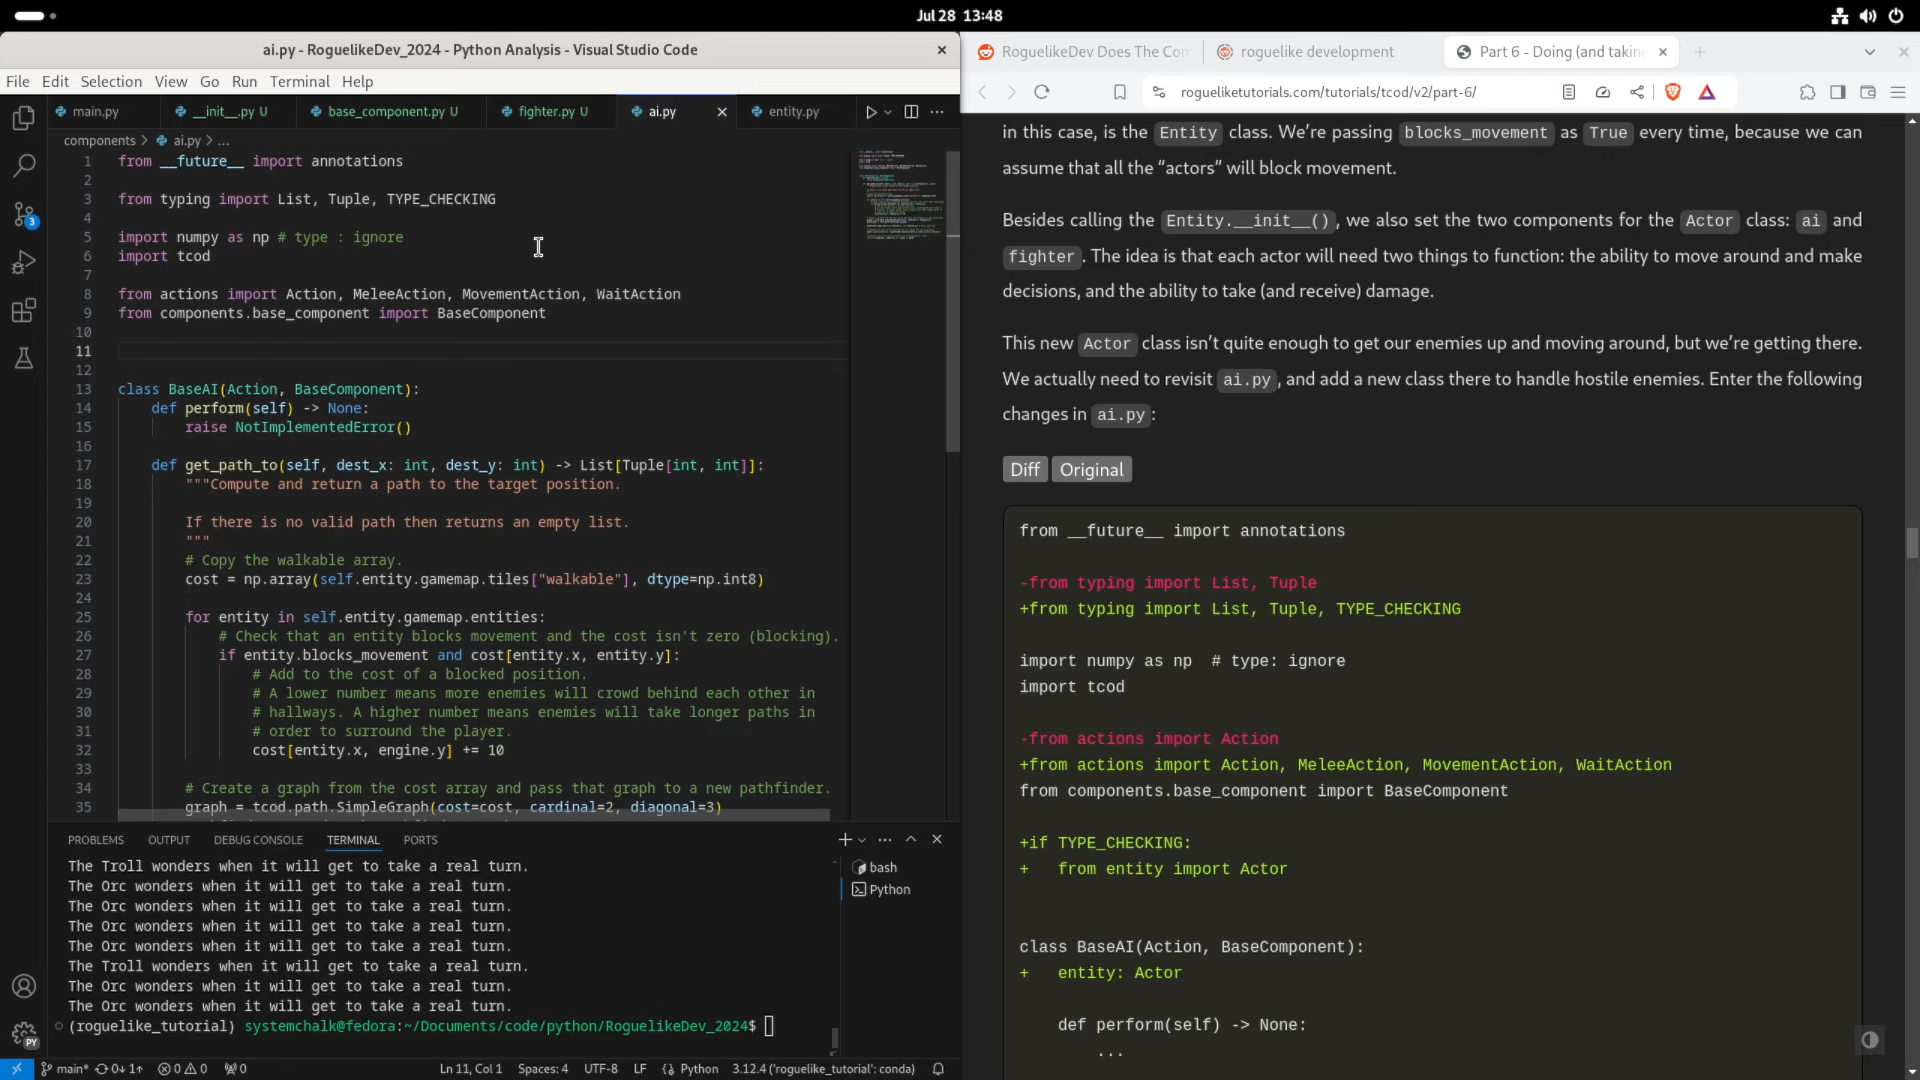 Jul 28 13:48
ai.py - RoguelikeDev_2024 - Python Analysis - Visual Studio Code
File Edit Selection View Go Run Terminal Help
main.py
__init__.py U
base_component.py U
fighter.py U
ai.py
entity.py
components > ai.py > ...
1 from __future__ import annotations
2
3 from typing import List, Tuple, TYPE_CHECKING
4
5 import numpy as np # type : ignore
6 import tcod
7
8 from actions import Action, MeleeAction, MovementAction, WaitAction
9 from components.base_component import BaseComponent
10
11
12
13 class BaseAI(Action, BaseComponent):
14     def perform(self) -> None:
15         raise NotImplementedError()
16
17     def get_path_to(self, dest_x: int, dest_y: int) -> List[Tuple[int, int]]:
18         """Compute and return a path to the target position.
19
20         If there is no valid path then returns an empty list.
21         """
22         # Copy the walkable array.
23         cost = np.array(self.entity.gamemap.tiles["walkable"], dtype=np.int8)
24
25         for entity in self.entity.gamemap.entities:
26             # Check that an entity blocks movement and the cost isn't zero (blocking).
27             if entity.blocks_movement and cost[entity.x, entity.y]:
28                 # Add to the cost of a blocked position.
29                 # A lower number means more enemies will crowd behind each other in
30                 # hallways. A higher number means enemies will take longer paths in
31                 # order to surround the player.
32                 cost[entity.x, engine.y] += 10
33
34         # Create a graph from the cost array and pass that graph to a new pathfinder.
35         graph = tcod.path.SimpleGraph(cost=cost, cardinal=2, diagonal=3)
PROBLEMS OUTPUT DEBUG CONSOLE TERMINAL PORTS
bash
Python
The Troll wonders when it will get to take a real turn.
The Orc wonders when it will get to take a real turn.
The Orc wonders when it will get to take a real turn.
The Orc wonders when it will get to take a real turn.
The Orc wonders when it will get to take a real turn.
The Troll wonders when it will get to take a real turn.
The Orc wonders when it will get to take a real turn.
The Orc wonders when it will get to take a real turn.
(roguelike_tutorial) systemchalk@fedora:~/Documents/code/python/RoguelikeDev_2024$
3
PY
main* 0↓ 1↑ 0 0 0 Ln 11, Col 1 Spaces: 4 UTF-8 LF Python 3.12.4 ('roguelike_tutorial': conda)
RoguelikeDev Does The Com
roguelike development
Part 6 - Doing (and takin
rogueliketutorials.com/tutorials/tcod/v2/part-6/
in this case, is the Entity class. We’re passing blocks_movement as True every time, because we can
assume that all the “actors” will block movement.
Besides calling the Entity.__init__(), we also set the two components for the Actor class: ai and
fighter. The idea is that each actor will need two things to function: the ability to move around and make
decisions, and the ability to take (and receive) damage.
This new Actor class isn’t quite enough to get our enemies up and moving around, but we’re getting there.
We actually need to revisit ai.py, and add a new class there to handle hostile enemies. Enter the following
changes in ai.py:
Diff Original
from __future__ import annotations
-from typing import List, Tuple
+from typing import List, Tuple, TYPE_CHECKING
import numpy as np  # type: ignore
import tcod
-from actions import Action
+from actions import Action, MeleeAction, MovementAction, WaitAction
from components.base_component import BaseComponent
+if TYPE_CHECKING:
+   from entity import Actor
class BaseAI(Action, BaseComponent):
+   entity: Actor
    def perform(self) -> None:
        ...